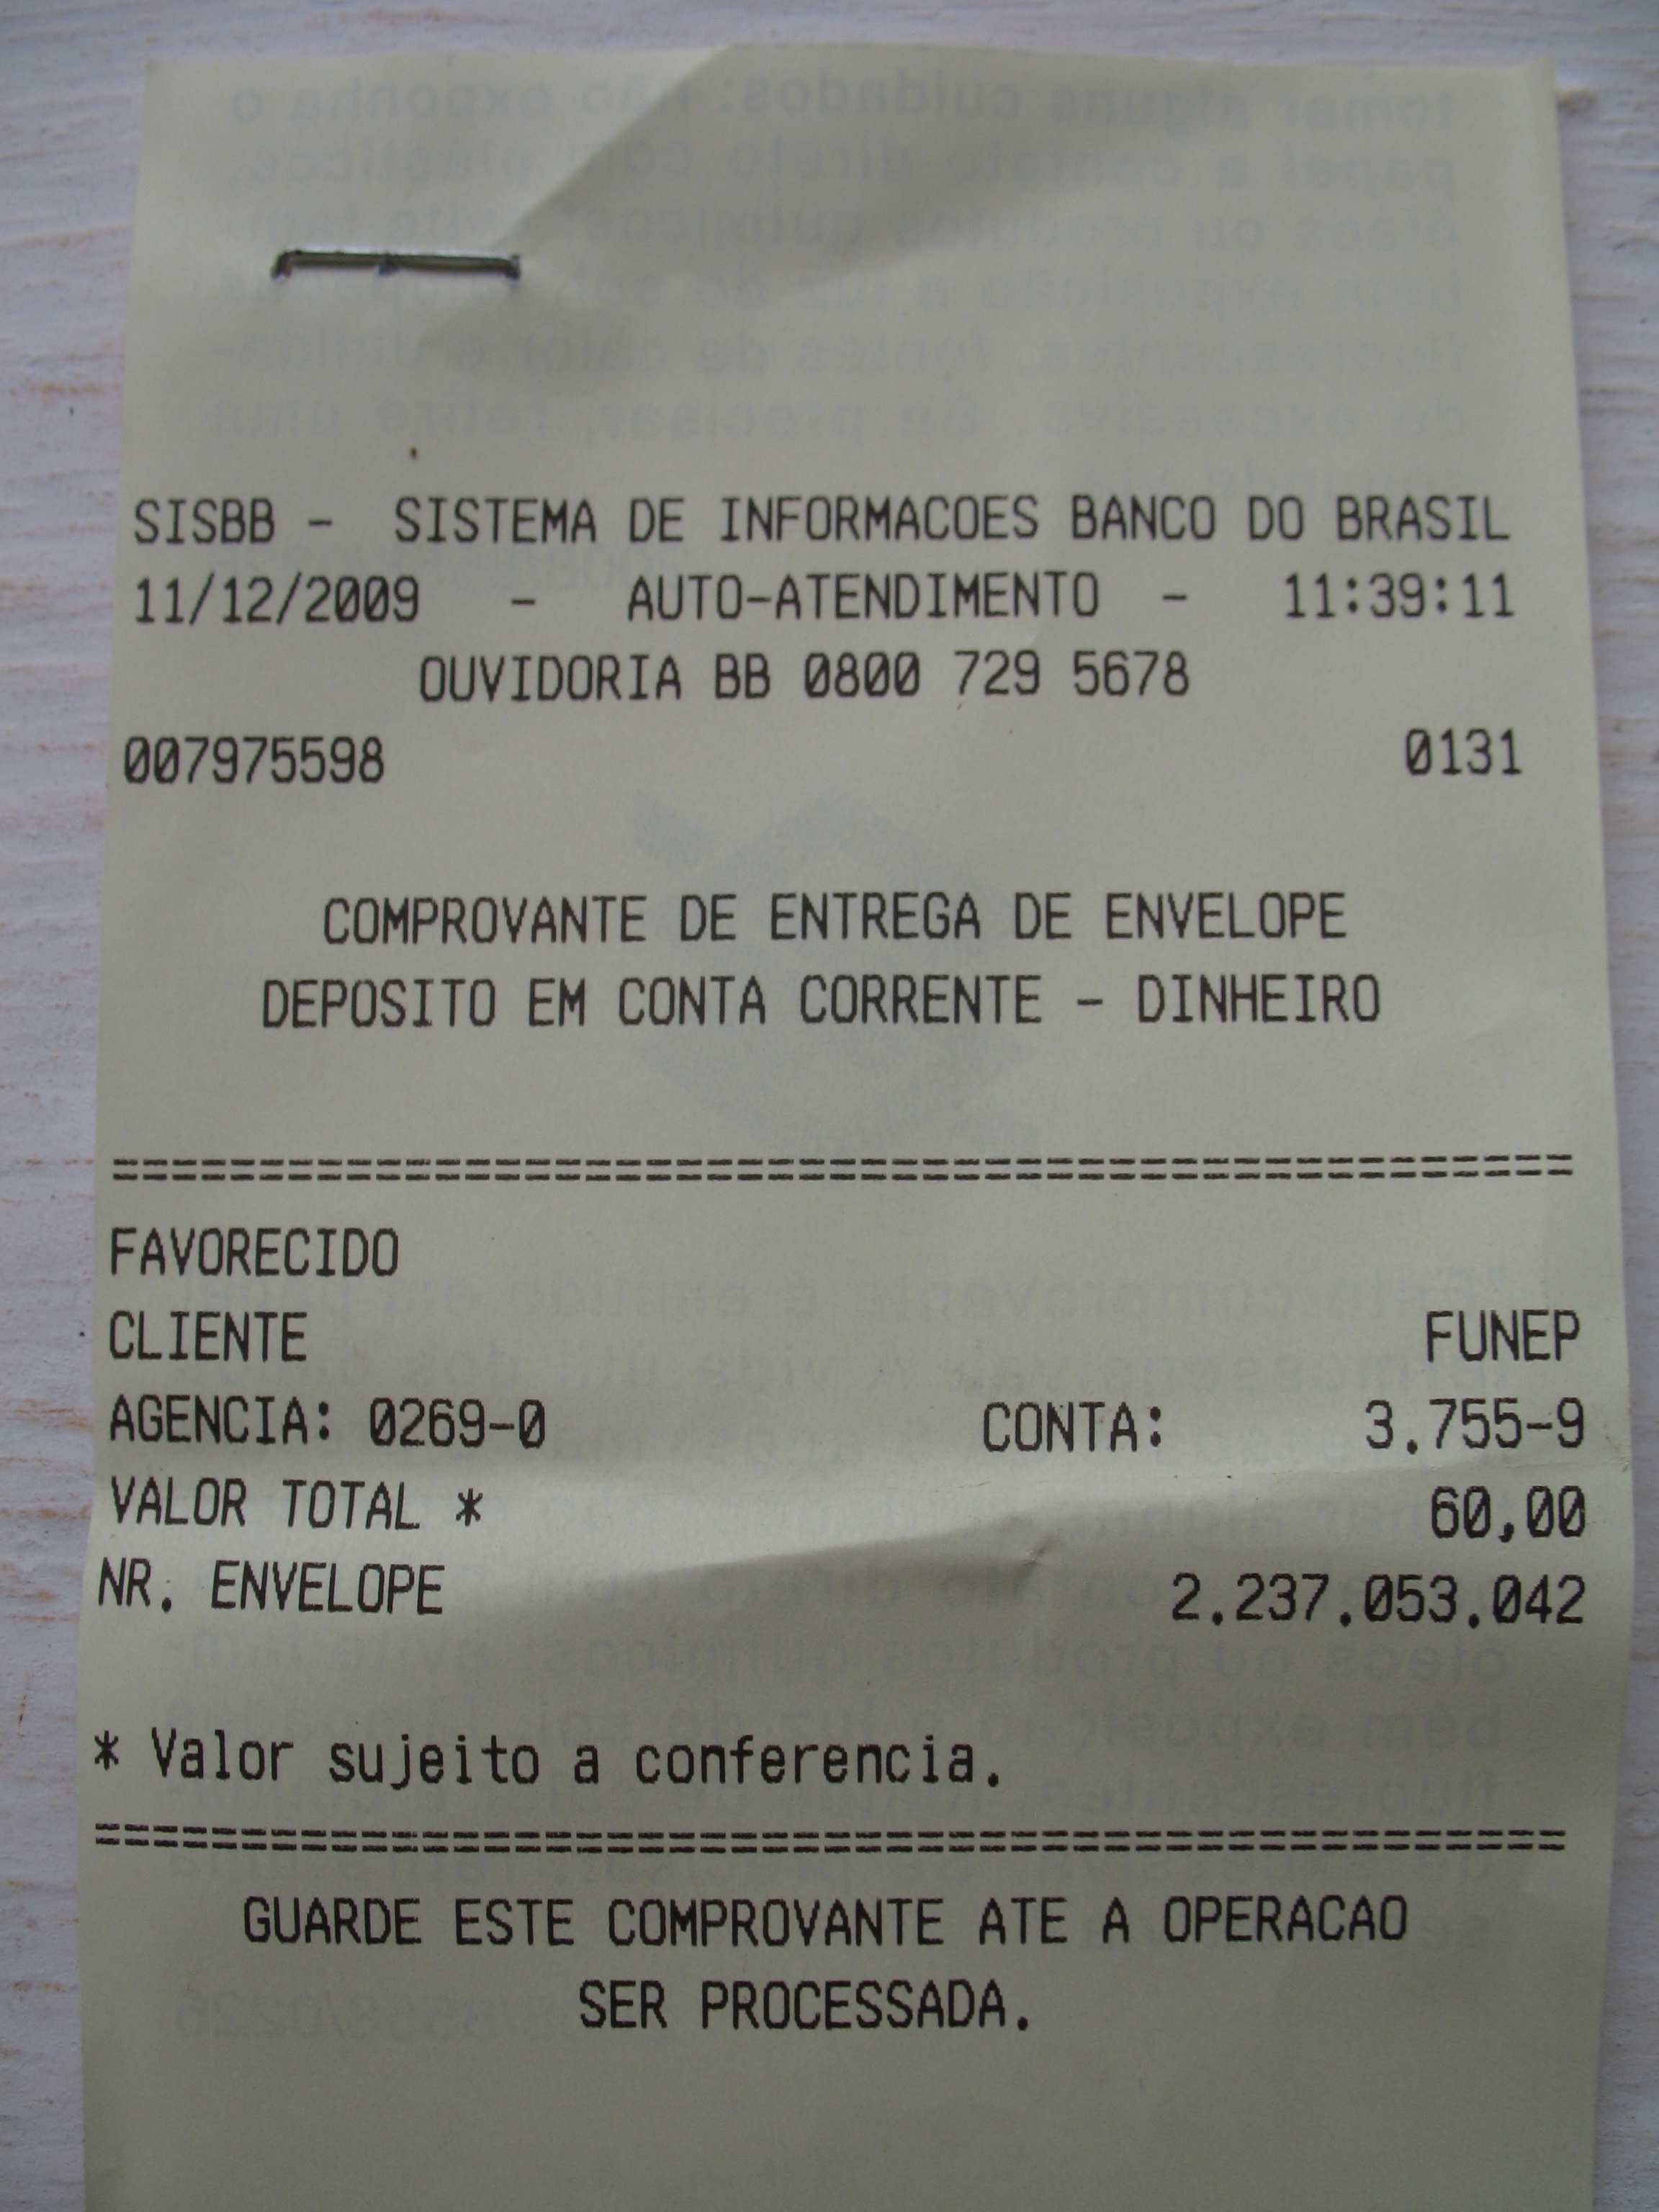 SISBB - SISTEMA DE INFORMACOES BANCO DO BRASIL
11/12/2009 - AUTO-ATENDIMENTO - 11:39:11
OUVIDORIA BB 0800 729 5678
007975598 0131
COMPROVANTE DE ENTREGA DE ENVELOPE
DEPOSITO EM CONTA CORRENTE - DINHEIRO
================================================
FAVORECIDO
CLIENTE FUNEP
AGENCIA: 0269-0 CONTA: 3.755-9
VALOR TOTAL * 60,00
NR. ENVELOPE 2.237.053.042
* Valor sujeito a conferencia.
================================================
GUARDE ESTE COMPROVANTE ATE A OPERACAO
SER PROCESSADA.